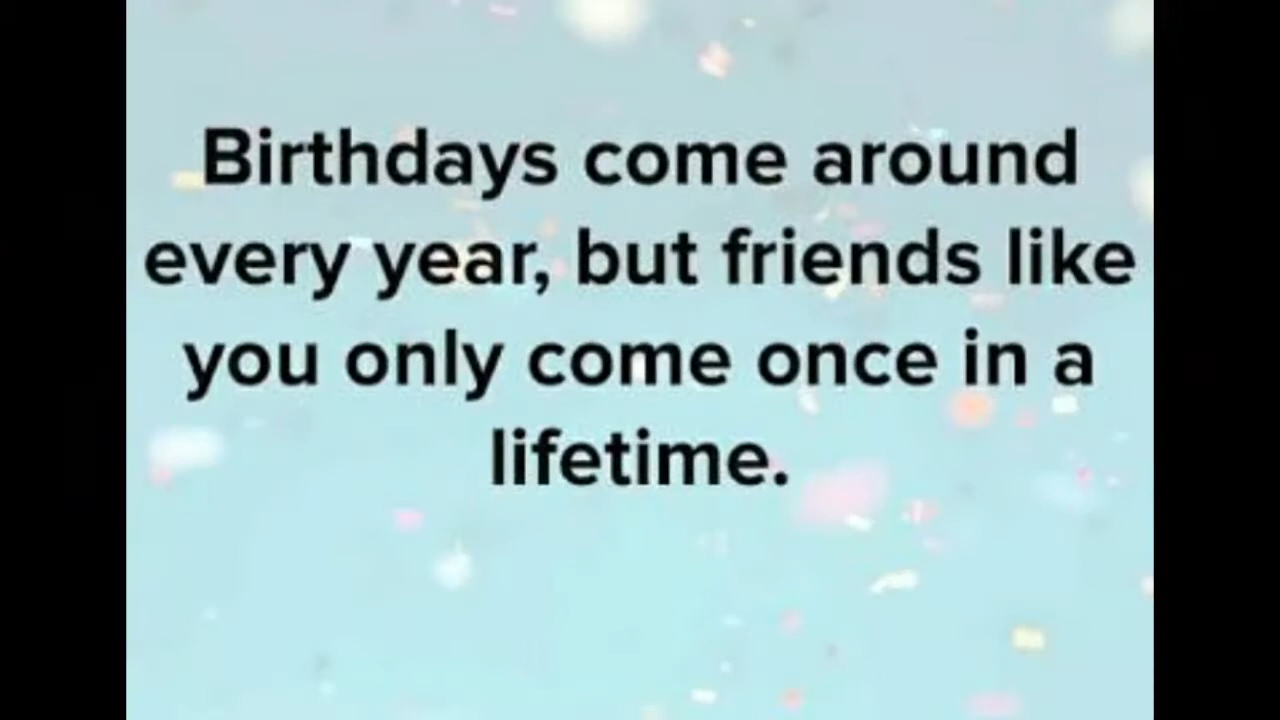 Birthdays come around
every year, but friends like
you only come once in a
lifetime.